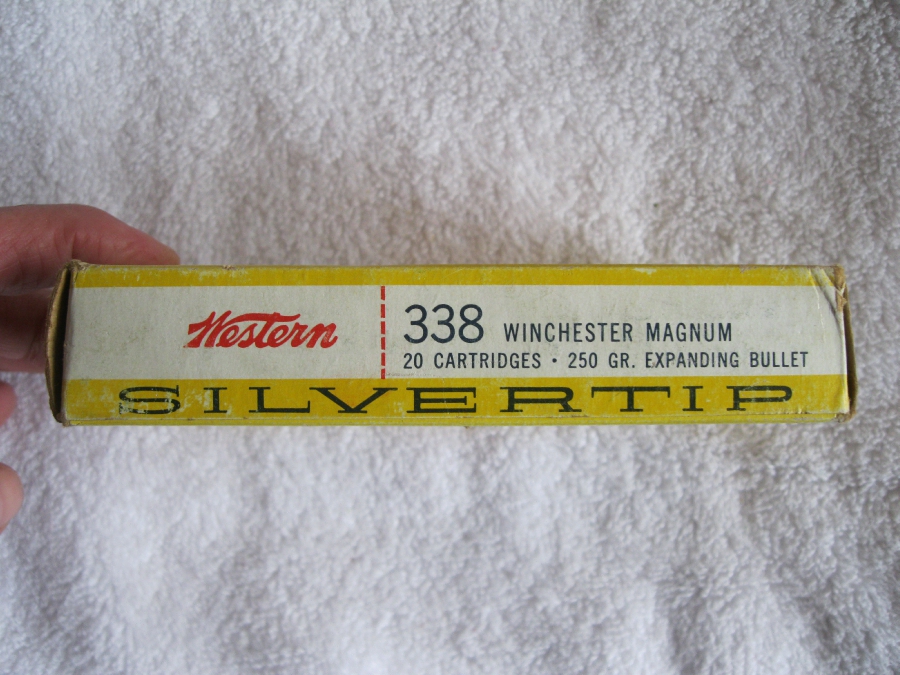 Western
338 WINCHESTER MAGNUM
20 CARTRIDGES • 250 GR. EXPANDING BULLET
SILVERTIP